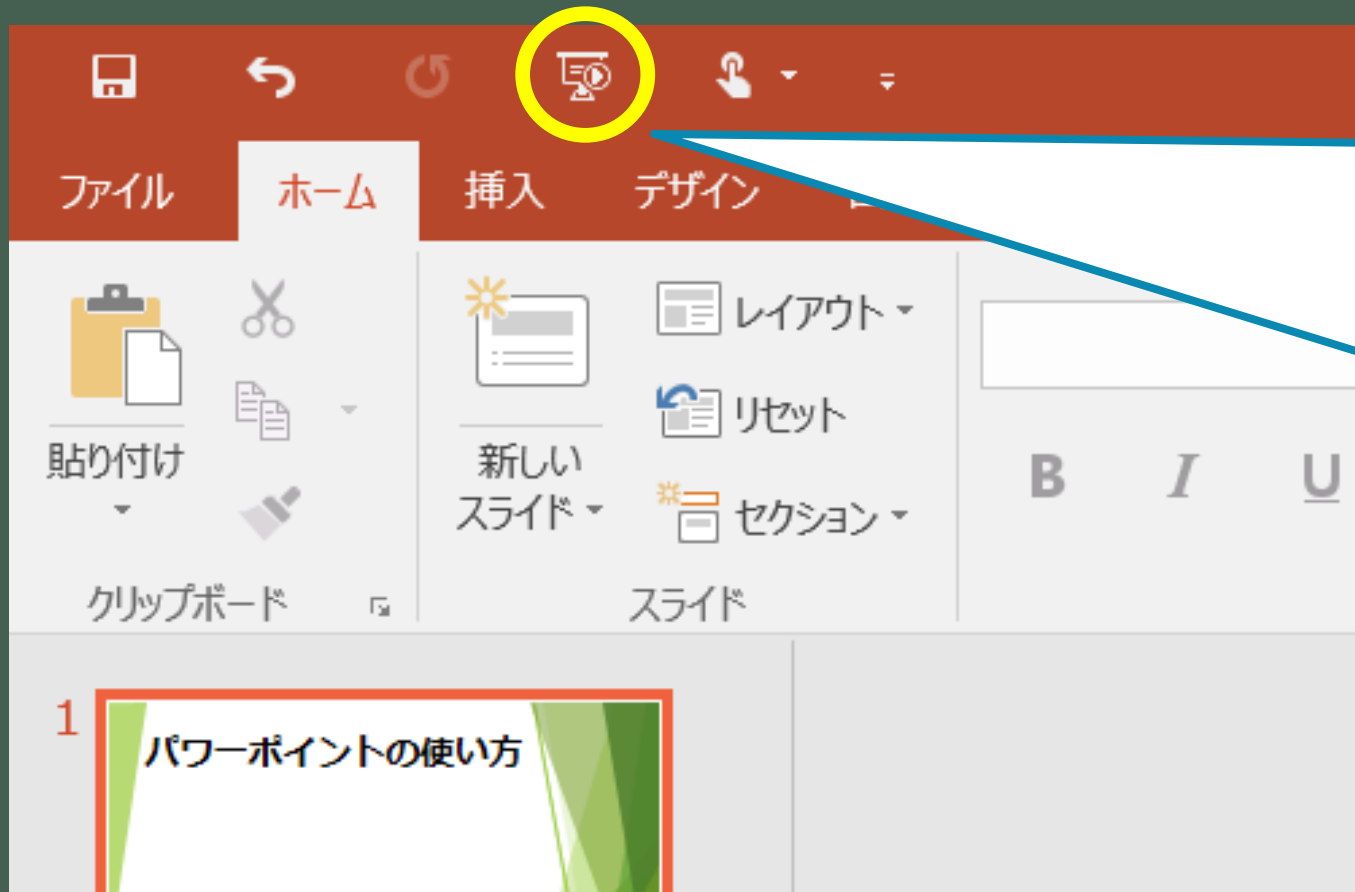 ファイル ホーム 挿入 デザイン
レイアウト
リセット
貼り付け
新しい
スライド
セクション
B I U
クリップボード
スライド
1
パワーポイントの使い方